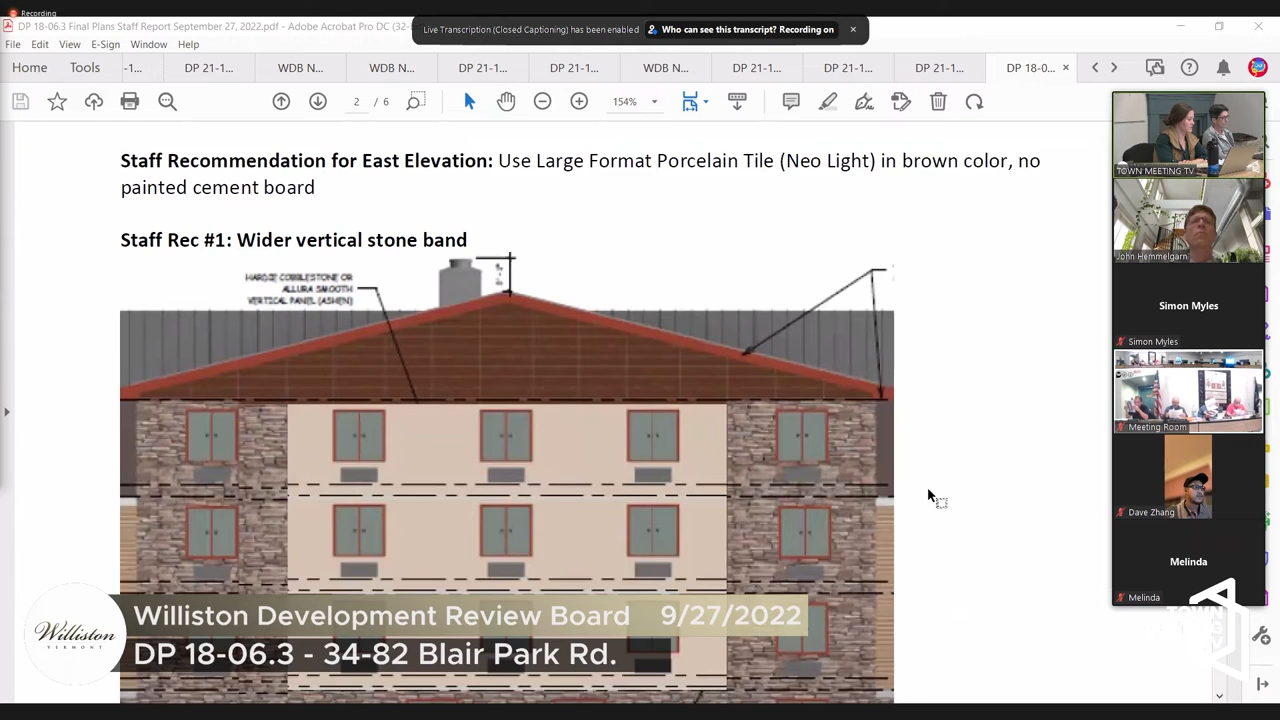 Recording
DP 18-06.3 Final Plans Staff Report September 27, 2022.pdf - Adobe Acrobat Pro DC (32-
Live Transcription (Closed Captioning) has been enabled
Who can see this transcript? Recording on
File Edit View E-Sign Window Help
Home Tools -1... DP 21-1... WDB N... WDB N... DP 21-1... DP 21-1... WDB N... DP 21-1... DP 21-1... DP 21-1... DP 18-0...
2 / 6 154%
Staff Recommendation for East Elevation: Use Large Format Porcelain Tile (Neo Light) in brown color, no
painted cement board
Staff Rec #1: Wider vertical stone band
HARDIE COBBLESTONE OR
ALLURA SMOOTH
VERTICAL PANEL (ASHEN)
TOWN MEETING TV
John Hemmelgarn
Simon Myles
Simon Myles
Meeting Room
Dave Zhang
Melinda
Melinda
Williston
VERMONT
Williston Development Review Board 9/27/2022
DP 18-06.3 - 34-82 Blair Park Rd.